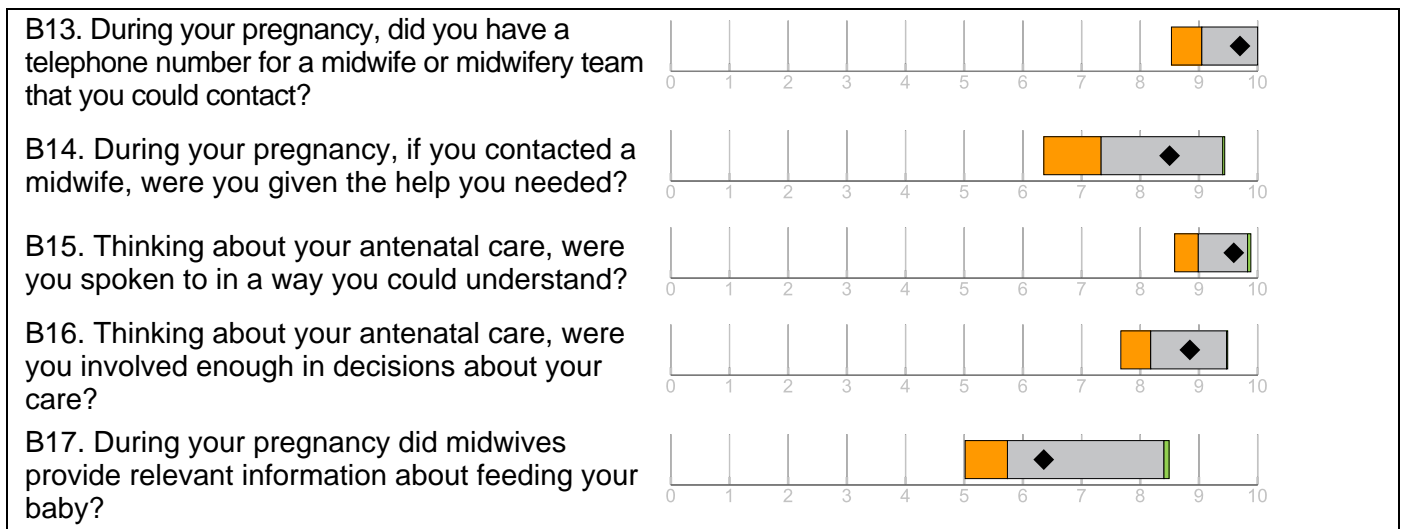 B13. During your pregnancy, did you have a
telephone number for a midwife or midwifery team
that you could contact?
0 1 2 3 4 5 6 7 8 9 10
B14. During your pregnancy, if you contacted a
midwife, were you given the help you needed?
0 1 2 3 4 5 6 7 8 9 10
B15. Thinking about your antenatal care, were
you spoken to in a way you could understand?
0 1 2 3 4 5 6 7 8 9 10
B16. Thinking about your antenatal care, were
you involved enough in decisions about your
care?
0 1 2 3 4 5 6 7 8 9 10
B17. During your pregnancy did midwives
provide relevant information about feeding your
baby?
0 1 2 3 4 5 6 7 8 9 10